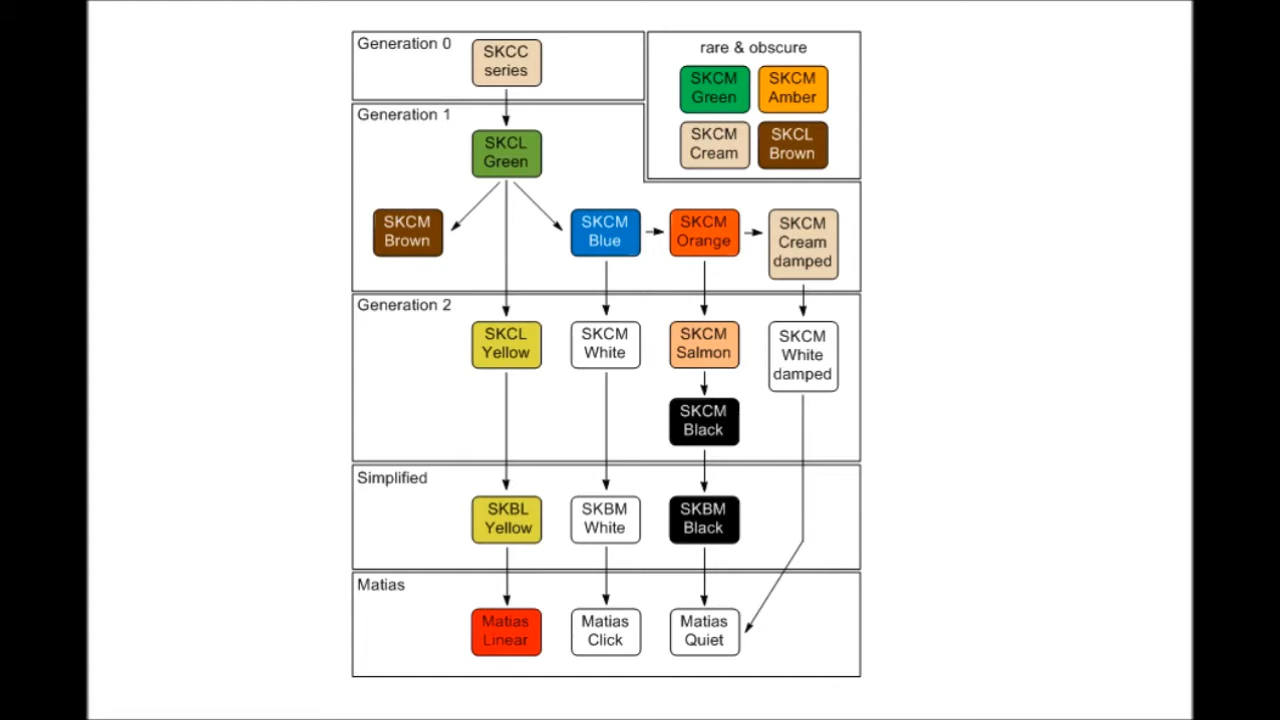 Generation 0
SKCC
series
rare & obscure
SKCM
Green
SKCM
Amber
SKCM
Cream
SKCL
Brown
Generation 1
SKCL
Green
SKCM
Brown
SKCM
Blue
SKCM
Orange
SKCM
Cream
damped
Generation 2
SKCL
Yellow
SKCM
White
SKCM
Salmon
SKCM
White
damped
SKCM
Black
Simplified
SKBL
Yellow
SKBM
White
SKBM
Black
Matias
Matias
Linear
Matias
Click
Matias
Quiet